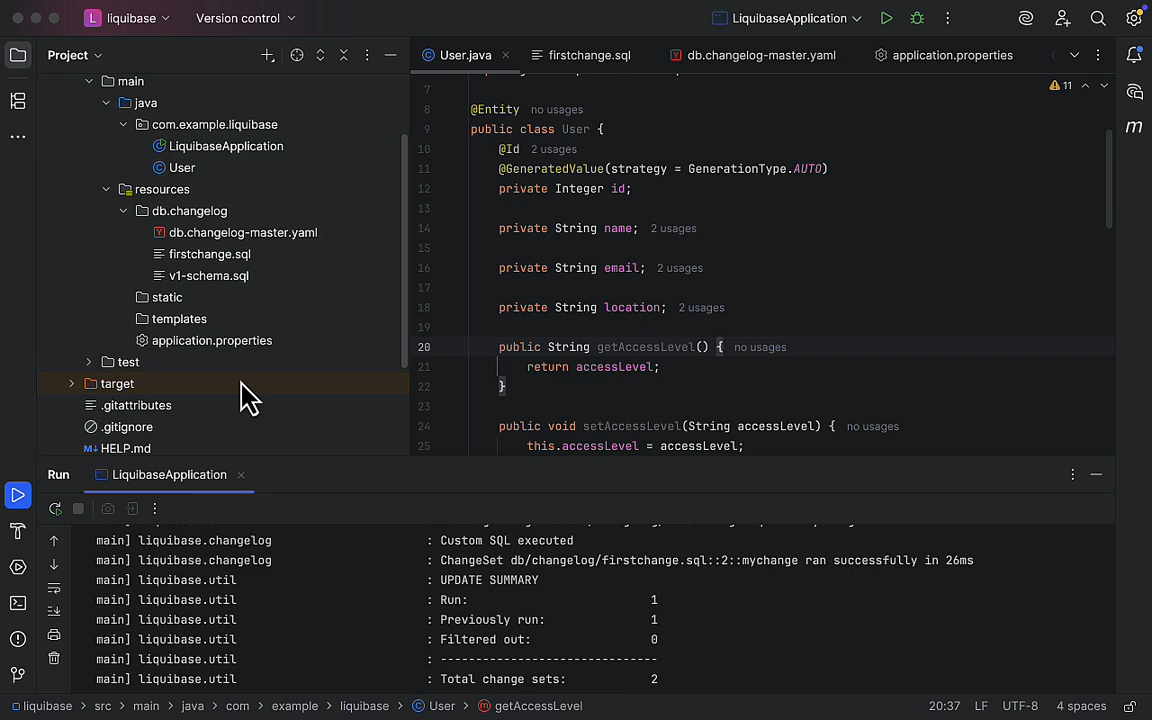 L liquibase Version control LiquibaseApplication
Project User.java firstchange.sql db.changelog-master.yaml application.properties
main
java
com.example.liquibase
LiquibaseApplication
User
resources
db.changelog
db.changelog-master.yaml
firstchange.sql
v1-schema.sql
static
templates
application.properties
test
target
.gitattributes
.gitignore
M↓ HELP.md
11
7
8 @Entity no usages
9 public class User {
10 @Id 2 usages
11 @GeneratedValue(strategy = GenerationType.AUTO)
12 private Integer id;
13
14 private String name; 2 usages
15
16 private String email; 2 usages
17
18 private String location; 2 usages
19
20 public String getAccessLevel() { no usages
21 return accessLevel;
22 }
23
24 public void setAccessLevel(String accessLevel) { no usages
25 this.accessLevel = accessLevel;
m
Run LiquibaseApplication
main] liquibase.changelog : Custom SQL executed
main] liquibase.changelog : ChangeSet db/changelog/firstchange.sql::2::mychange ran successfully in 26ms
main] liquibase.util : UPDATE SUMMARY
main] liquibase.util : Run: 1
main] liquibase.util : Previously run: 1
main] liquibase.util : Filtered out: 0
main] liquibase.util : -------------------------------
main] liquibase.util : Total change sets: 2
liquibase > src > main > java > com > example > liquibase > User > getAccessLevel 20:37 LF UTF-8 4 spaces